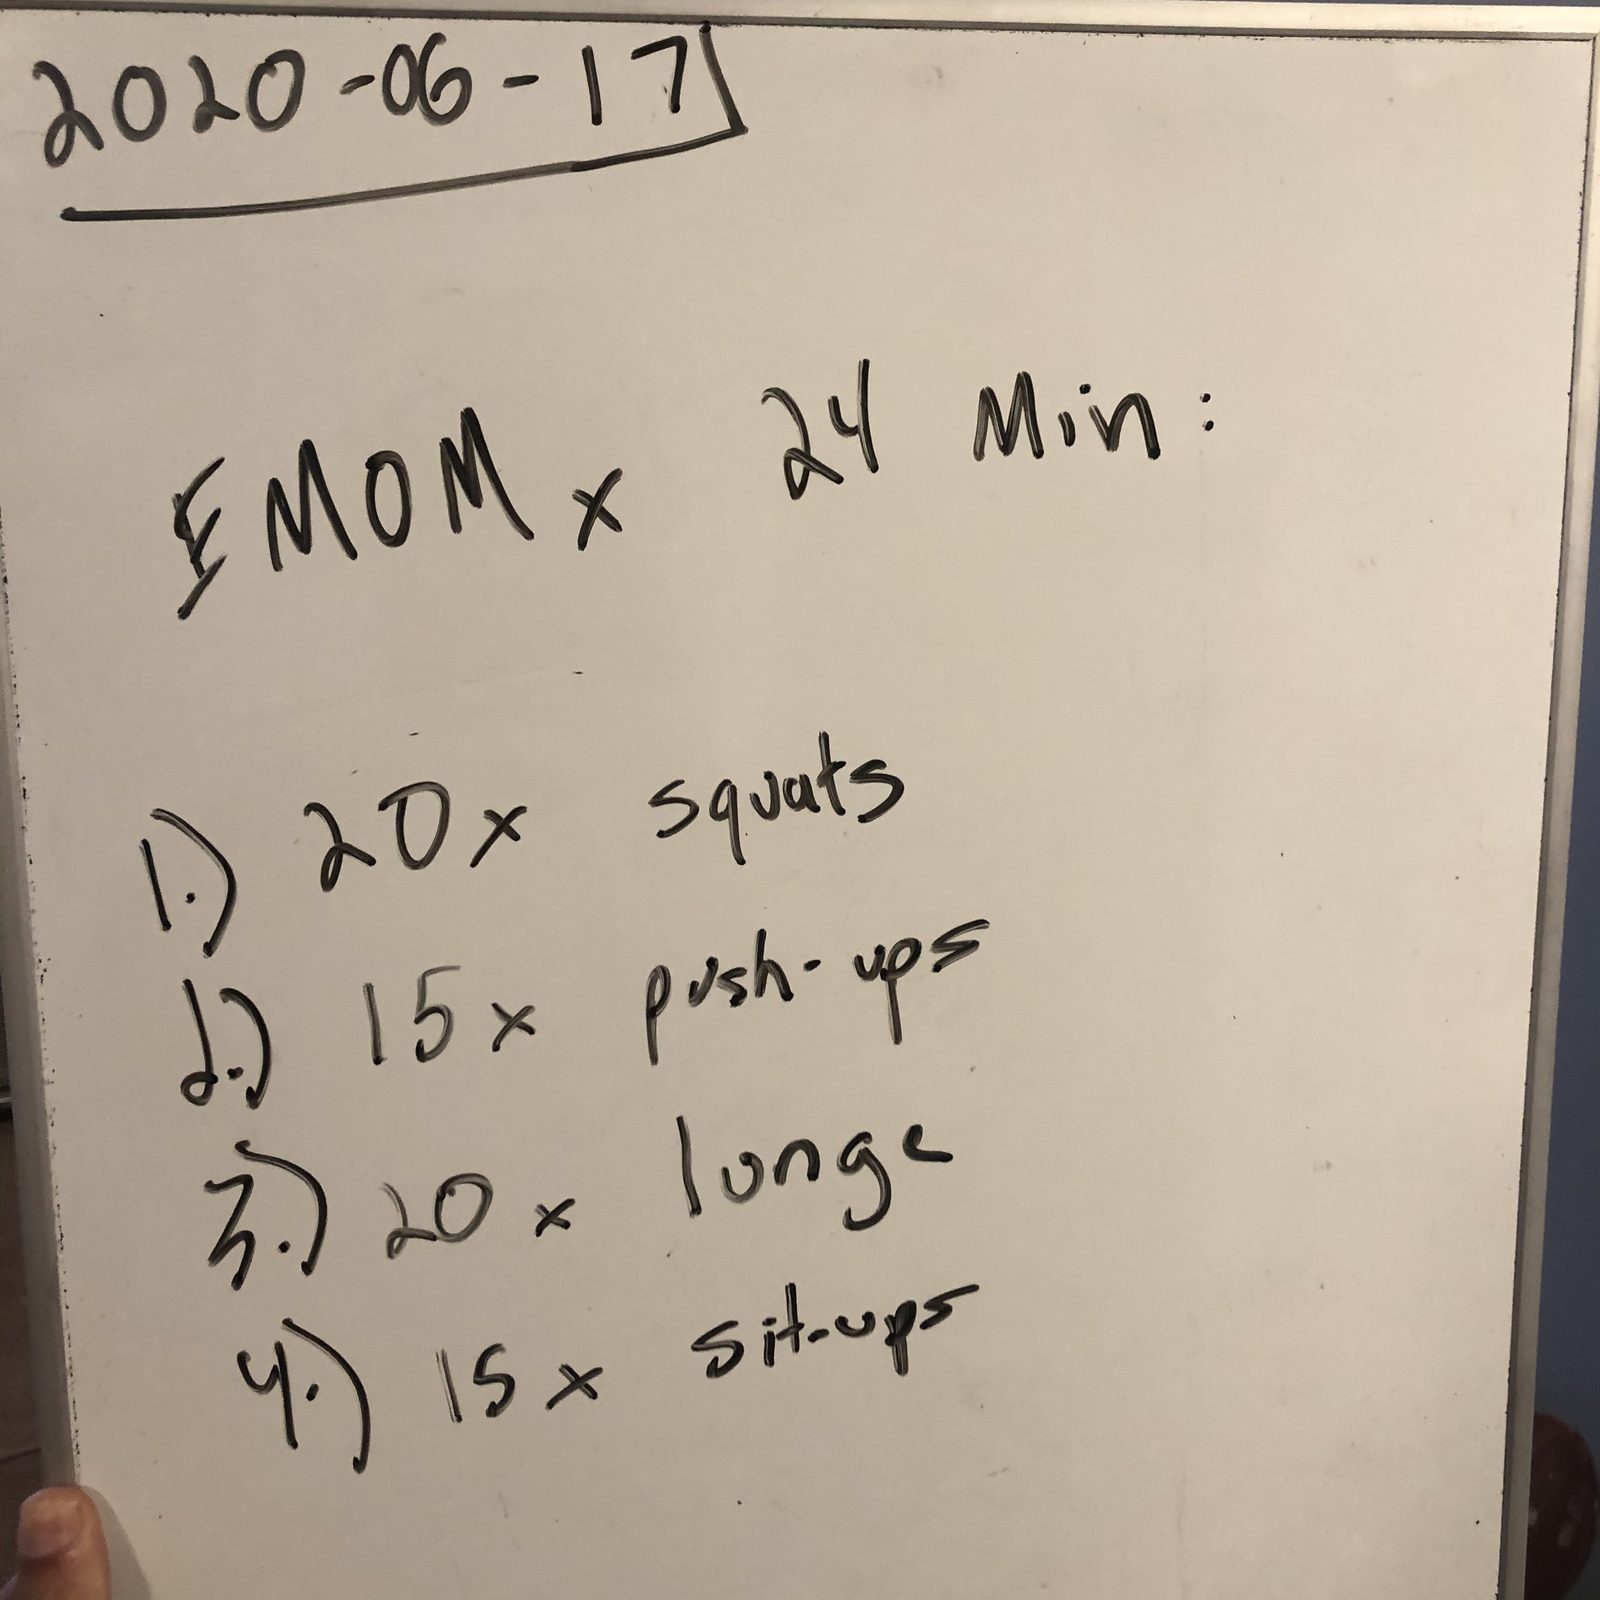 2020-06-17
EMOM x 24 Min:
1.) 20x squats
2.) 15x push-ups
3.) 20x lunge
4.) 15x sit-ups